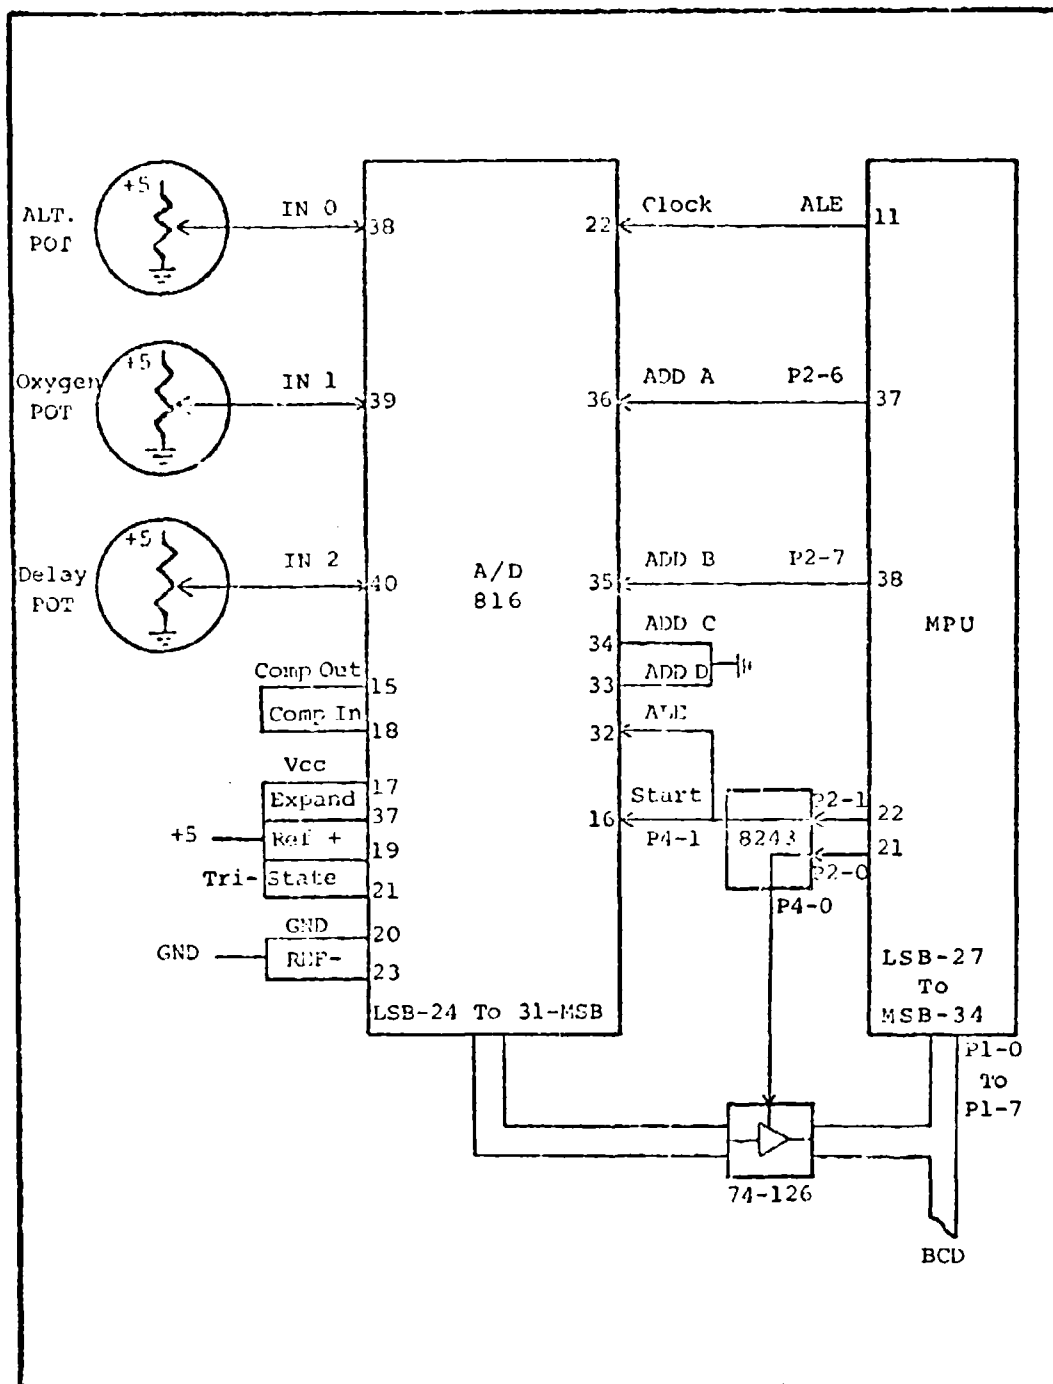 +5
ALT.
POT
IN 0
38
22
Clock
ALE
11
+5
Oxygen
POT
IN 1
39
36
ADD A
P2-6
37
+5
Delay
POT
IN 2
40
A/D
816
35
ADD B
P2-7
38
MPU
34
ADD C
33
ADD D
32
ALE
Comp Out
15
Comp In
18
Vcc
17
Expand
37
+5
Ref +
19
Tri-State
21
GND
20
GND
REF-
23
16
Start
P4-1
8243
P2-1
22
21
P2-0
P4-0
LSB-24 To 31-MSB
LSB-27
To
MSB-34
P1-0
To
P1-7
74-126
BCD